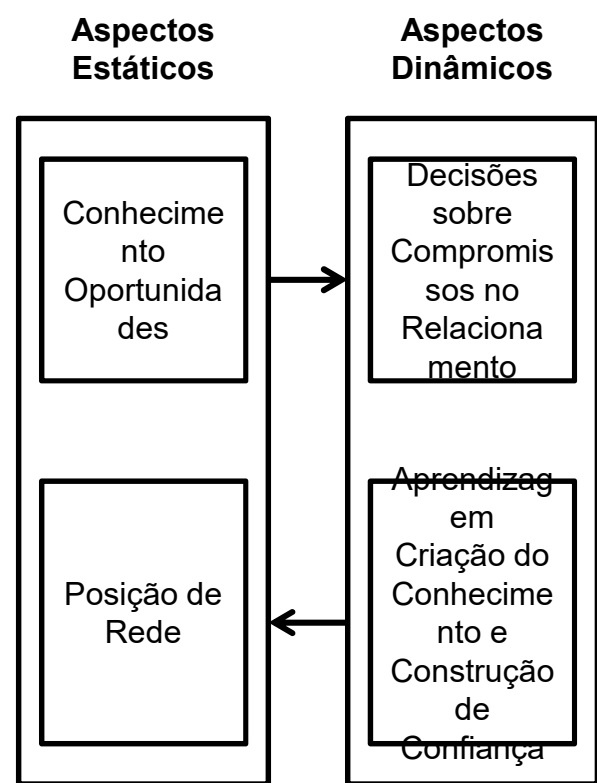 Aspectos
Estáticos
Aspectos
Dinâmicos
Conhecime
nto
Oportunida
des
Decisões
sobre
Compromis
sos no
Relaciona
mento
Posição de
Rede
Aprendizag
em
Criação do
Conhecime
nto e
Construção
de
Confiança